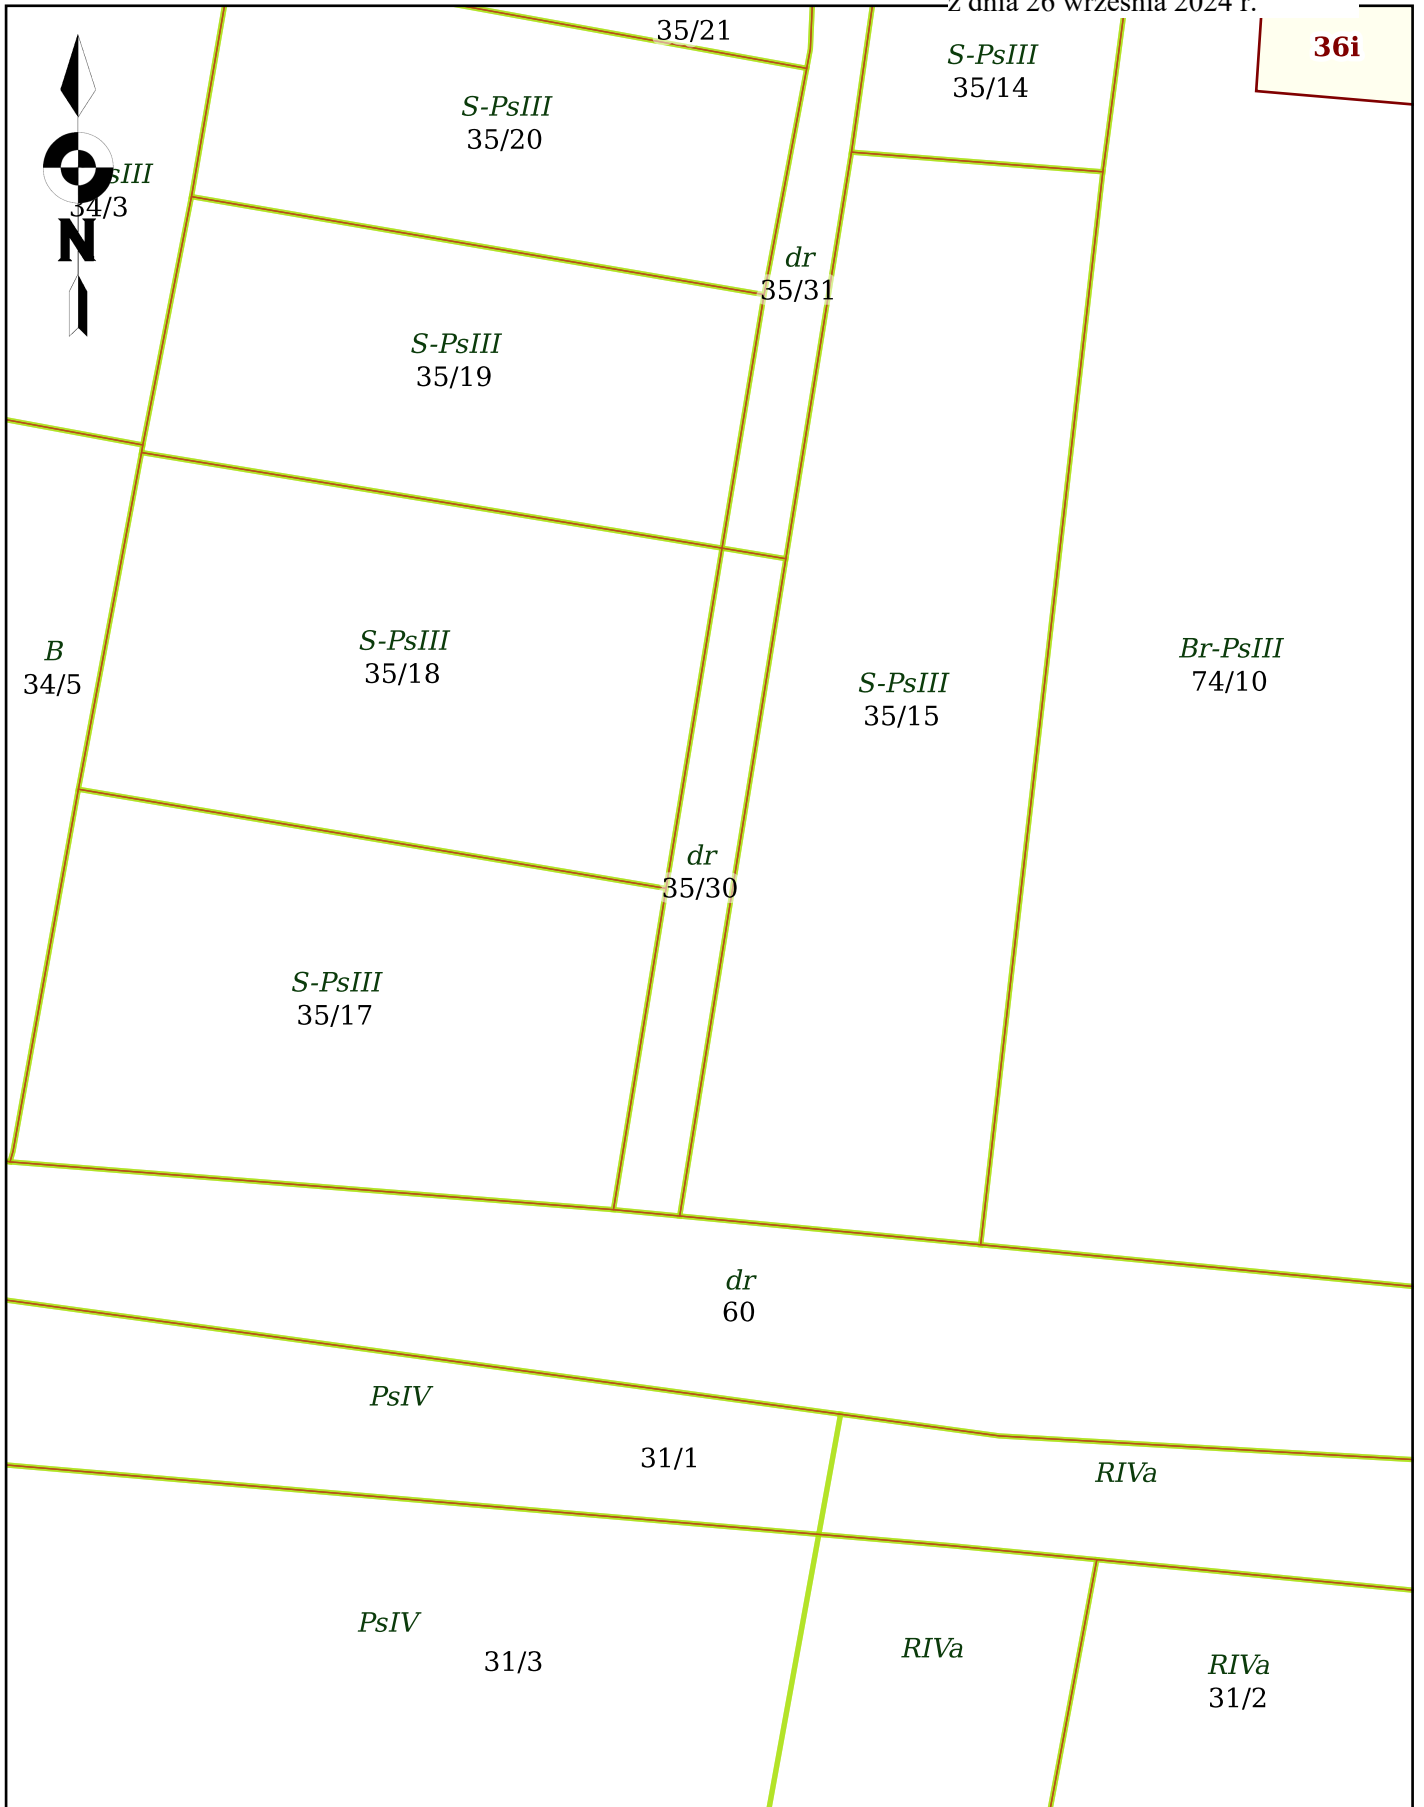 z dnia 26 września 2024 r.
35/21
S-PsIII
35/14
36i
S-PsIII
35/20
sIII
34/3
N
dr
35/31
S-PsIII
35/19
B
34/5
S-PsIII
35/18
S-PsIII
35/15
Br-PsIII
74/10
dr
35/30
S-PsIII
35/17
dr
60
PsIV
31/1
RIVa
PsIV
31/3
RIVa
RIVa
31/2